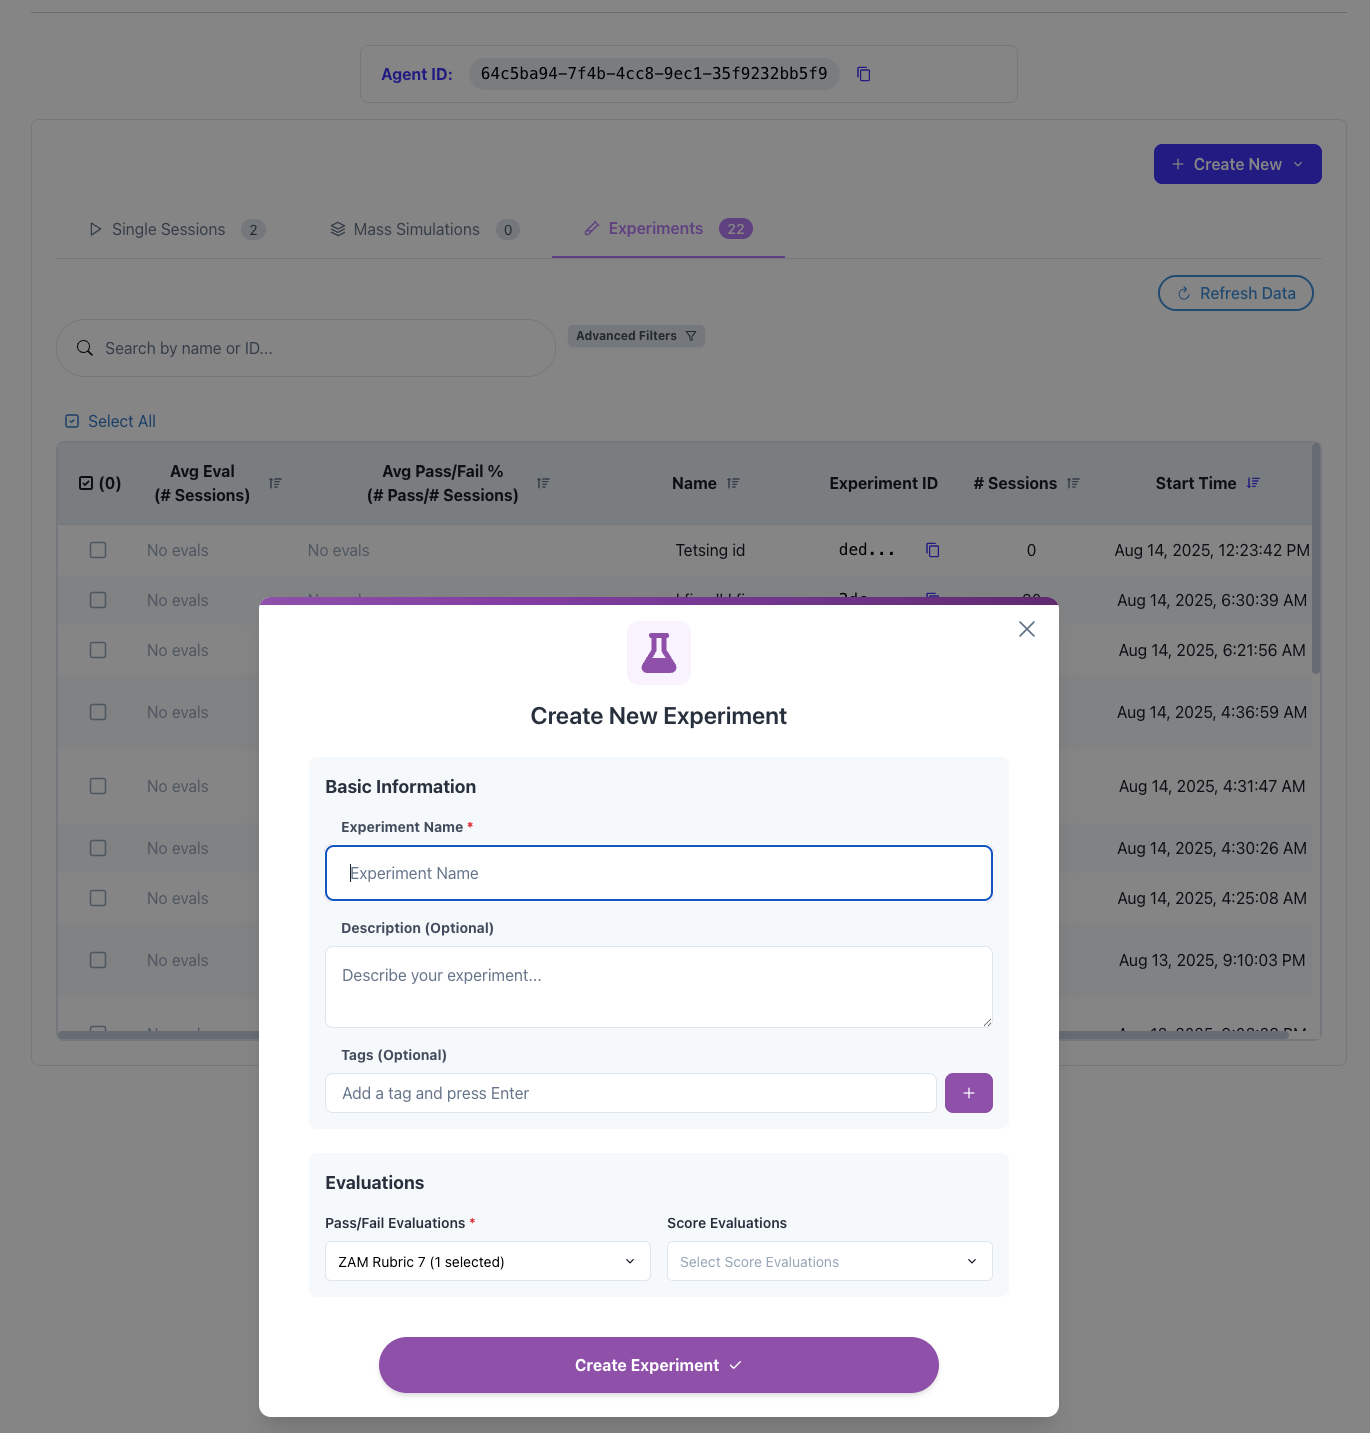 Agent ID: 64c5ba94-7f4b-4cc8-9ec1-35f9232bb5f9
+ Create New
Single Sessions 2 Mass Simulations 0 Experiments 22
Refresh Data
Search by name or ID...
Advanced Filters
Select All
(0) Avg Eval (# Sessions) Avg Pass/Fail % (# Pass/# Sessions) Name Experiment ID # Sessions Start Time
No evals No evals Tetsing id ded... 0 Aug 14, 2025, 12:23:42 PM
No evals Aug 14, 2025, 6:30:39 AM
No evals Aug 14, 2025, 6:21:56 AM
No evals Aug 14, 2025, 4:36:59 AM
No evals Aug 14, 2025, 4:31:47 AM
No evals Aug 14, 2025, 4:30:26 AM
No evals Aug 14, 2025, 4:25:08 AM
No evals Aug 13, 2025, 9:10:03 PM
Create New Experiment
Basic Information
Experiment Name *
Experiment Name
Description (Optional)
Describe your experiment...
Tags (Optional)
Add a tag and press Enter
+
Evaluations
Pass/Fail Evaluations * Score Evaluations
ZAM Rubric 7 (1 selected) Select Score Evaluations
Create Experiment